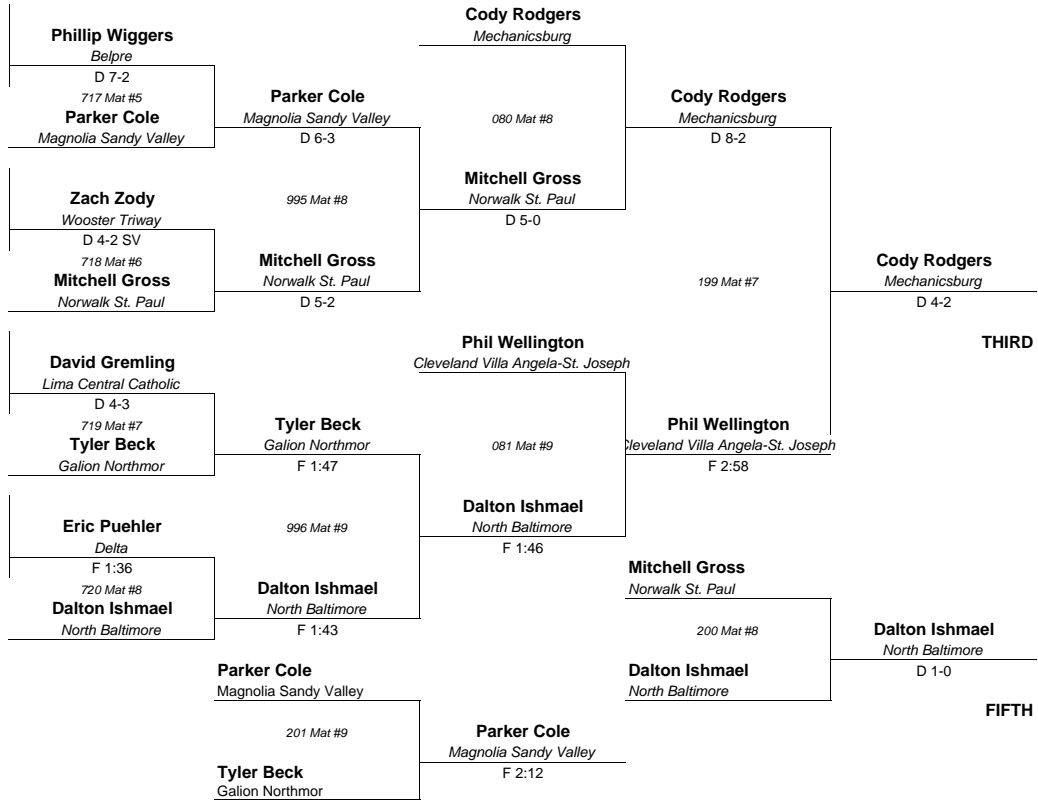 Phillip Wiggers
Belpre
D 7-2
717 Mat #5
Parker Cole
Magnolia Sandy Valley
Zach Zody
Wooster Triway
D 4-2 SV
718 Mat #6
Mitchell Gross
Norwalk St. Paul
David Gremling
Lima Central Catholic
D 4-3
719 Mat #7
Tyler Beck
Galion Northmor
Eric Puehler
Delta
F 1:36
720 Mat #8
Dalton Ishmael
North Baltimore
Parker Cole
Magnolia Sandy Valley
D 6-3
995 Mat #8
Mitchell Gross
Norwalk St. Paul
D 5-2
Tyler Beck
Galion Northmor
F 1:47
996 Mat #9
Dalton Ishmael
North Baltimore
F 1:43
Parker Cole
Magnolia Sandy Valley
201 Mat #9
Tyler Beck
Galion Northmor
Cody Rodgers
Mechanicsburg
080 Mat #8
Mitchell Gross
Norwalk St. Paul
D 5-0
Phil Wellington
Cleveland Villa Angela-St. Joseph
081 Mat #9
Dalton Ishmael
North Baltimore
F 1:46
Parker Cole
Magnolia Sandy Valley
F 2:12
Cody Rodgers
Mechanicsburg
D 8-2
199 Mat #7
Phil Wellington
Cleveland Villa Angela-St. Joseph
F 2:58
Mitchell Gross
Norwalk St. Paul
200 Mat #8
Dalton Ishmael
North Baltimore
Cody Rodgers
Mechanicsburg
D 4-2
THIRD
Dalton Ishmael
North Baltimore
D 1-0
FIFTH